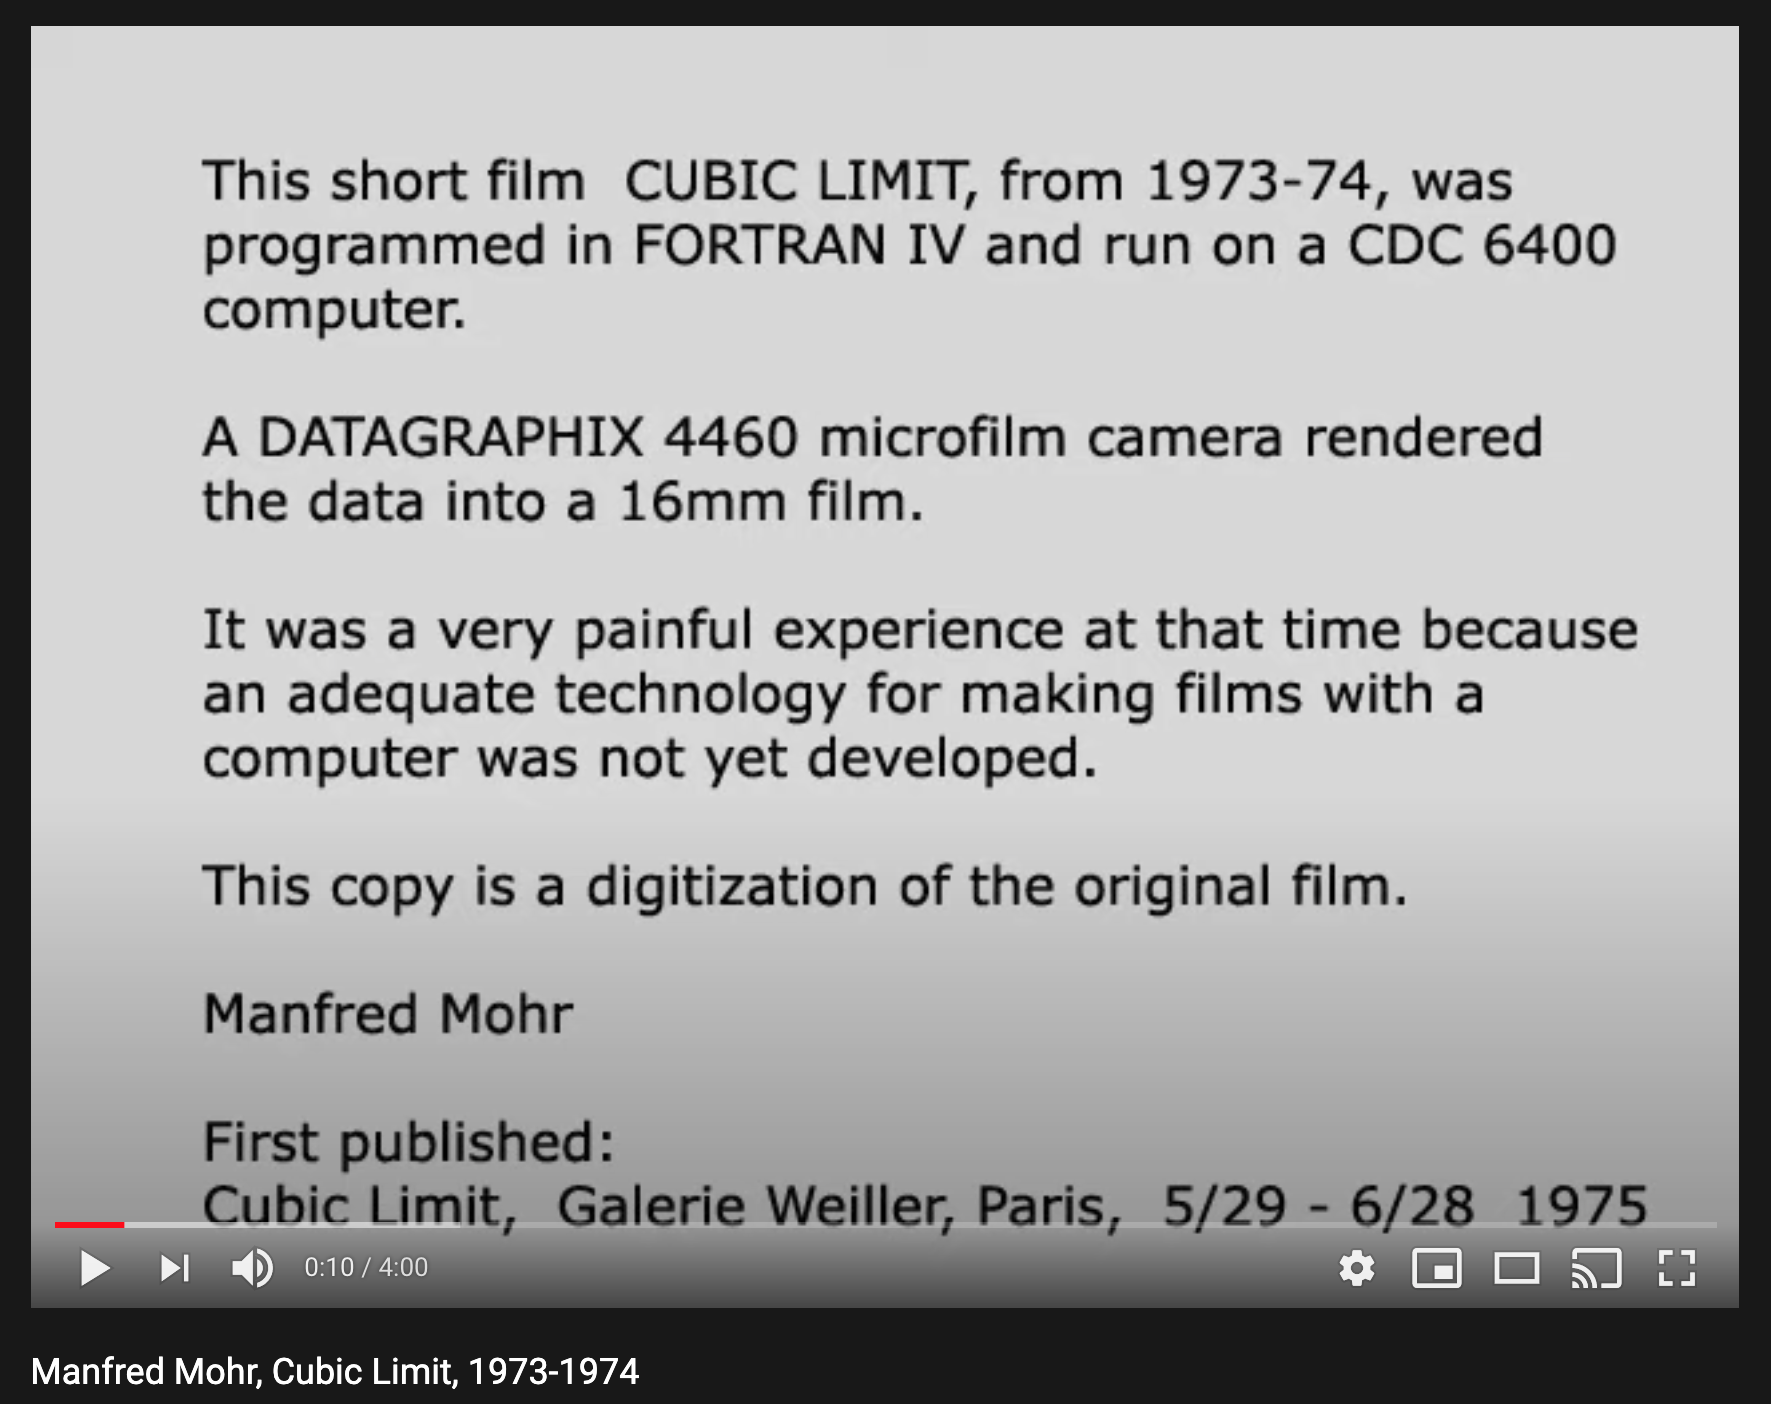 This short film  CUBIC LIMIT, from 1973-74, was
programmed in FORTRAN IV and run on a CDC 6400
computer.
A DATAGRAPHIX 4460 microfilm camera rendered
the data into a 16mm film.
It was a very painful experience at that time because
an adequate technology for making films with a
computer was not yet developed.
This copy is a digitization of the original film.
Manfred Mohr
First published:
Cubic Limit,  Galerie Weiller, Paris,  5/29 - 6/28  1975
0:10 / 4:00
Manfred Mohr, Cubic Limit, 1973-1974